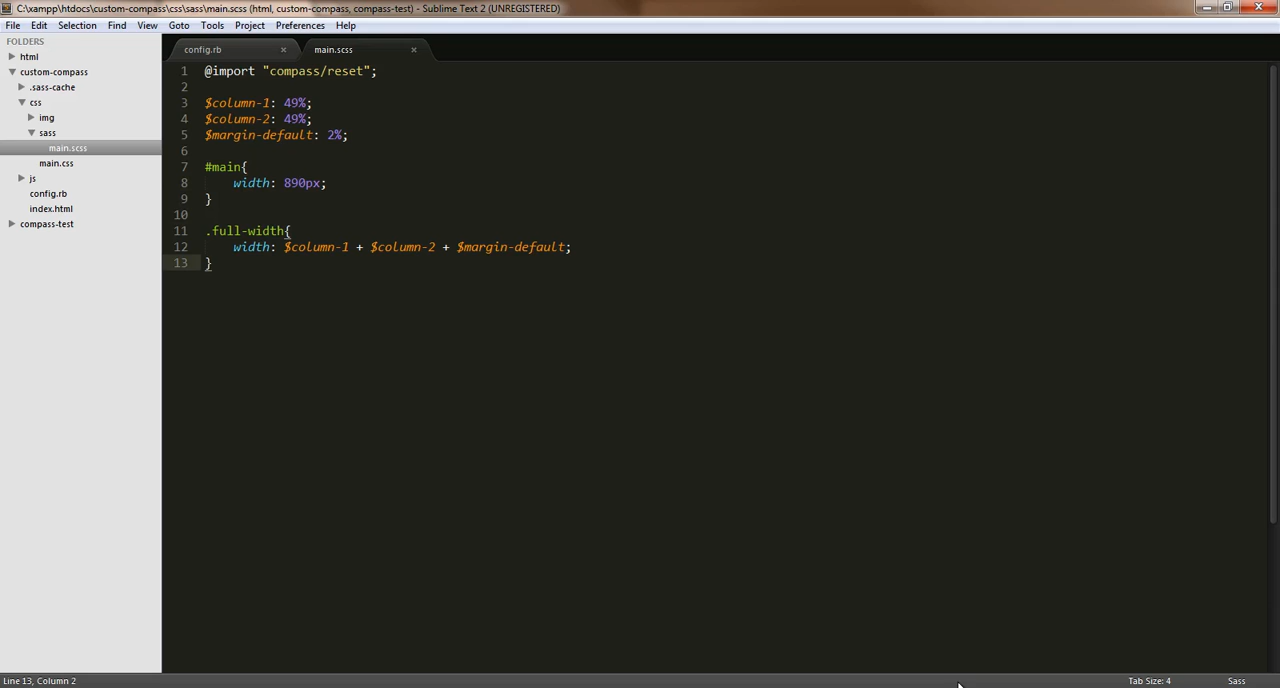 C:\xampp\htdocs\custom-compass\css\sass\main.scss (html, custom-compass, compass-test) - Sublime Text 2 (UNREGISTERED)
File Edit Selection Find View Goto Tools Project Preferences Help
FOLDERS
html
custom-compass
.sass-cache
css
img
sass
main.scss
main.css
js
config.rb
index.html
compass-test
config.rb × main.scss ×
1 @import "compass/reset";
2
3 $column-1: 49%;
4 $column-2: 49%;
5 $margin-default: 2%;
6
7 #main{
8 width: 890px;
9 }
10
11 .full-width{
12 width: $column-1 + $column-2 + $margin-default;
13 }
Line 13, Column 2 Tab Size: 4 Sass